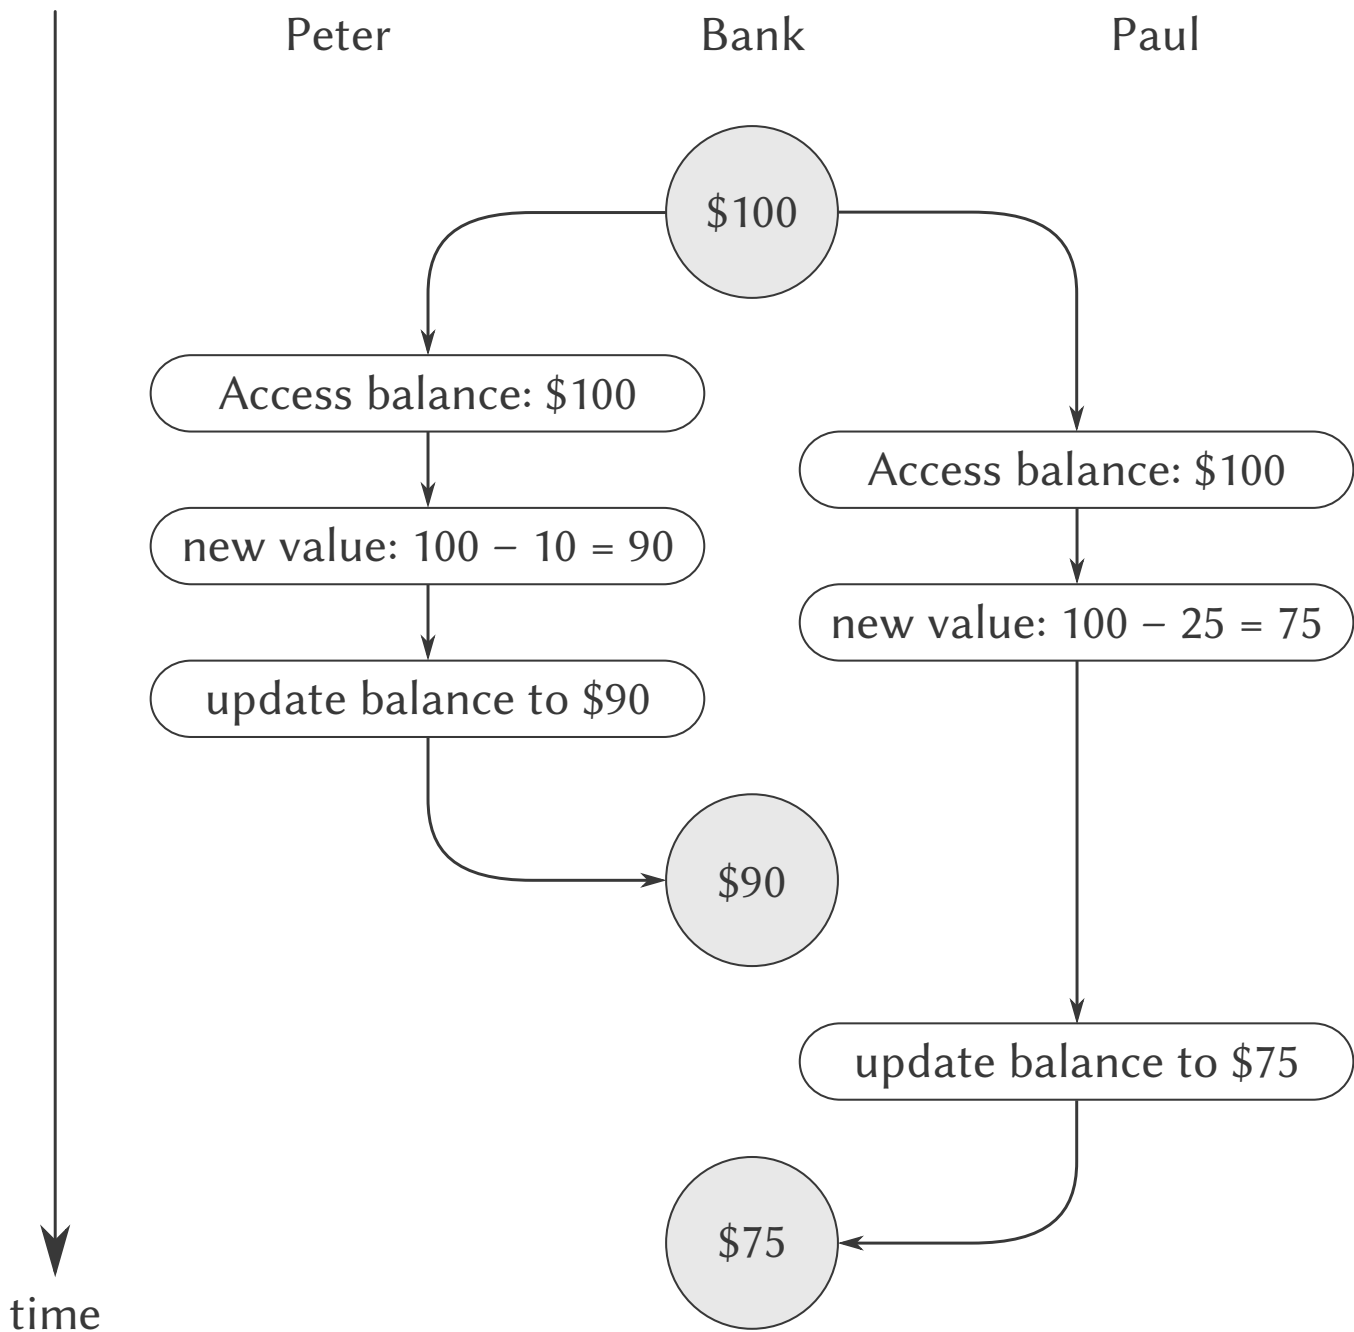 Peter Bank Paul
$100
Access balance: $100
Access balance: $100
new value: 100 – 10 = 90
new value: 100 – 25 = 75
update balance to $90
$90
update balance to $75
$75
time